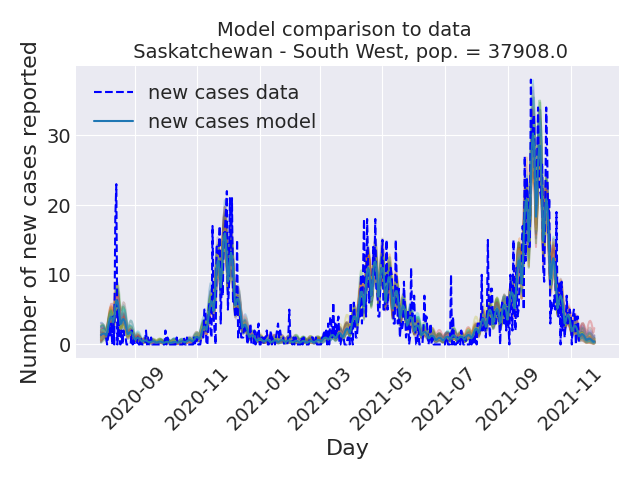 Model comparison to data
Saskatchewan - South West, pop. = 37908.0
new cases data
new cases model
Number of new cases reported
30
20
10
0
2020-09
2020-11
2021-01
2021-03
2021-05
2021-07
2021-09
2021-11
Day